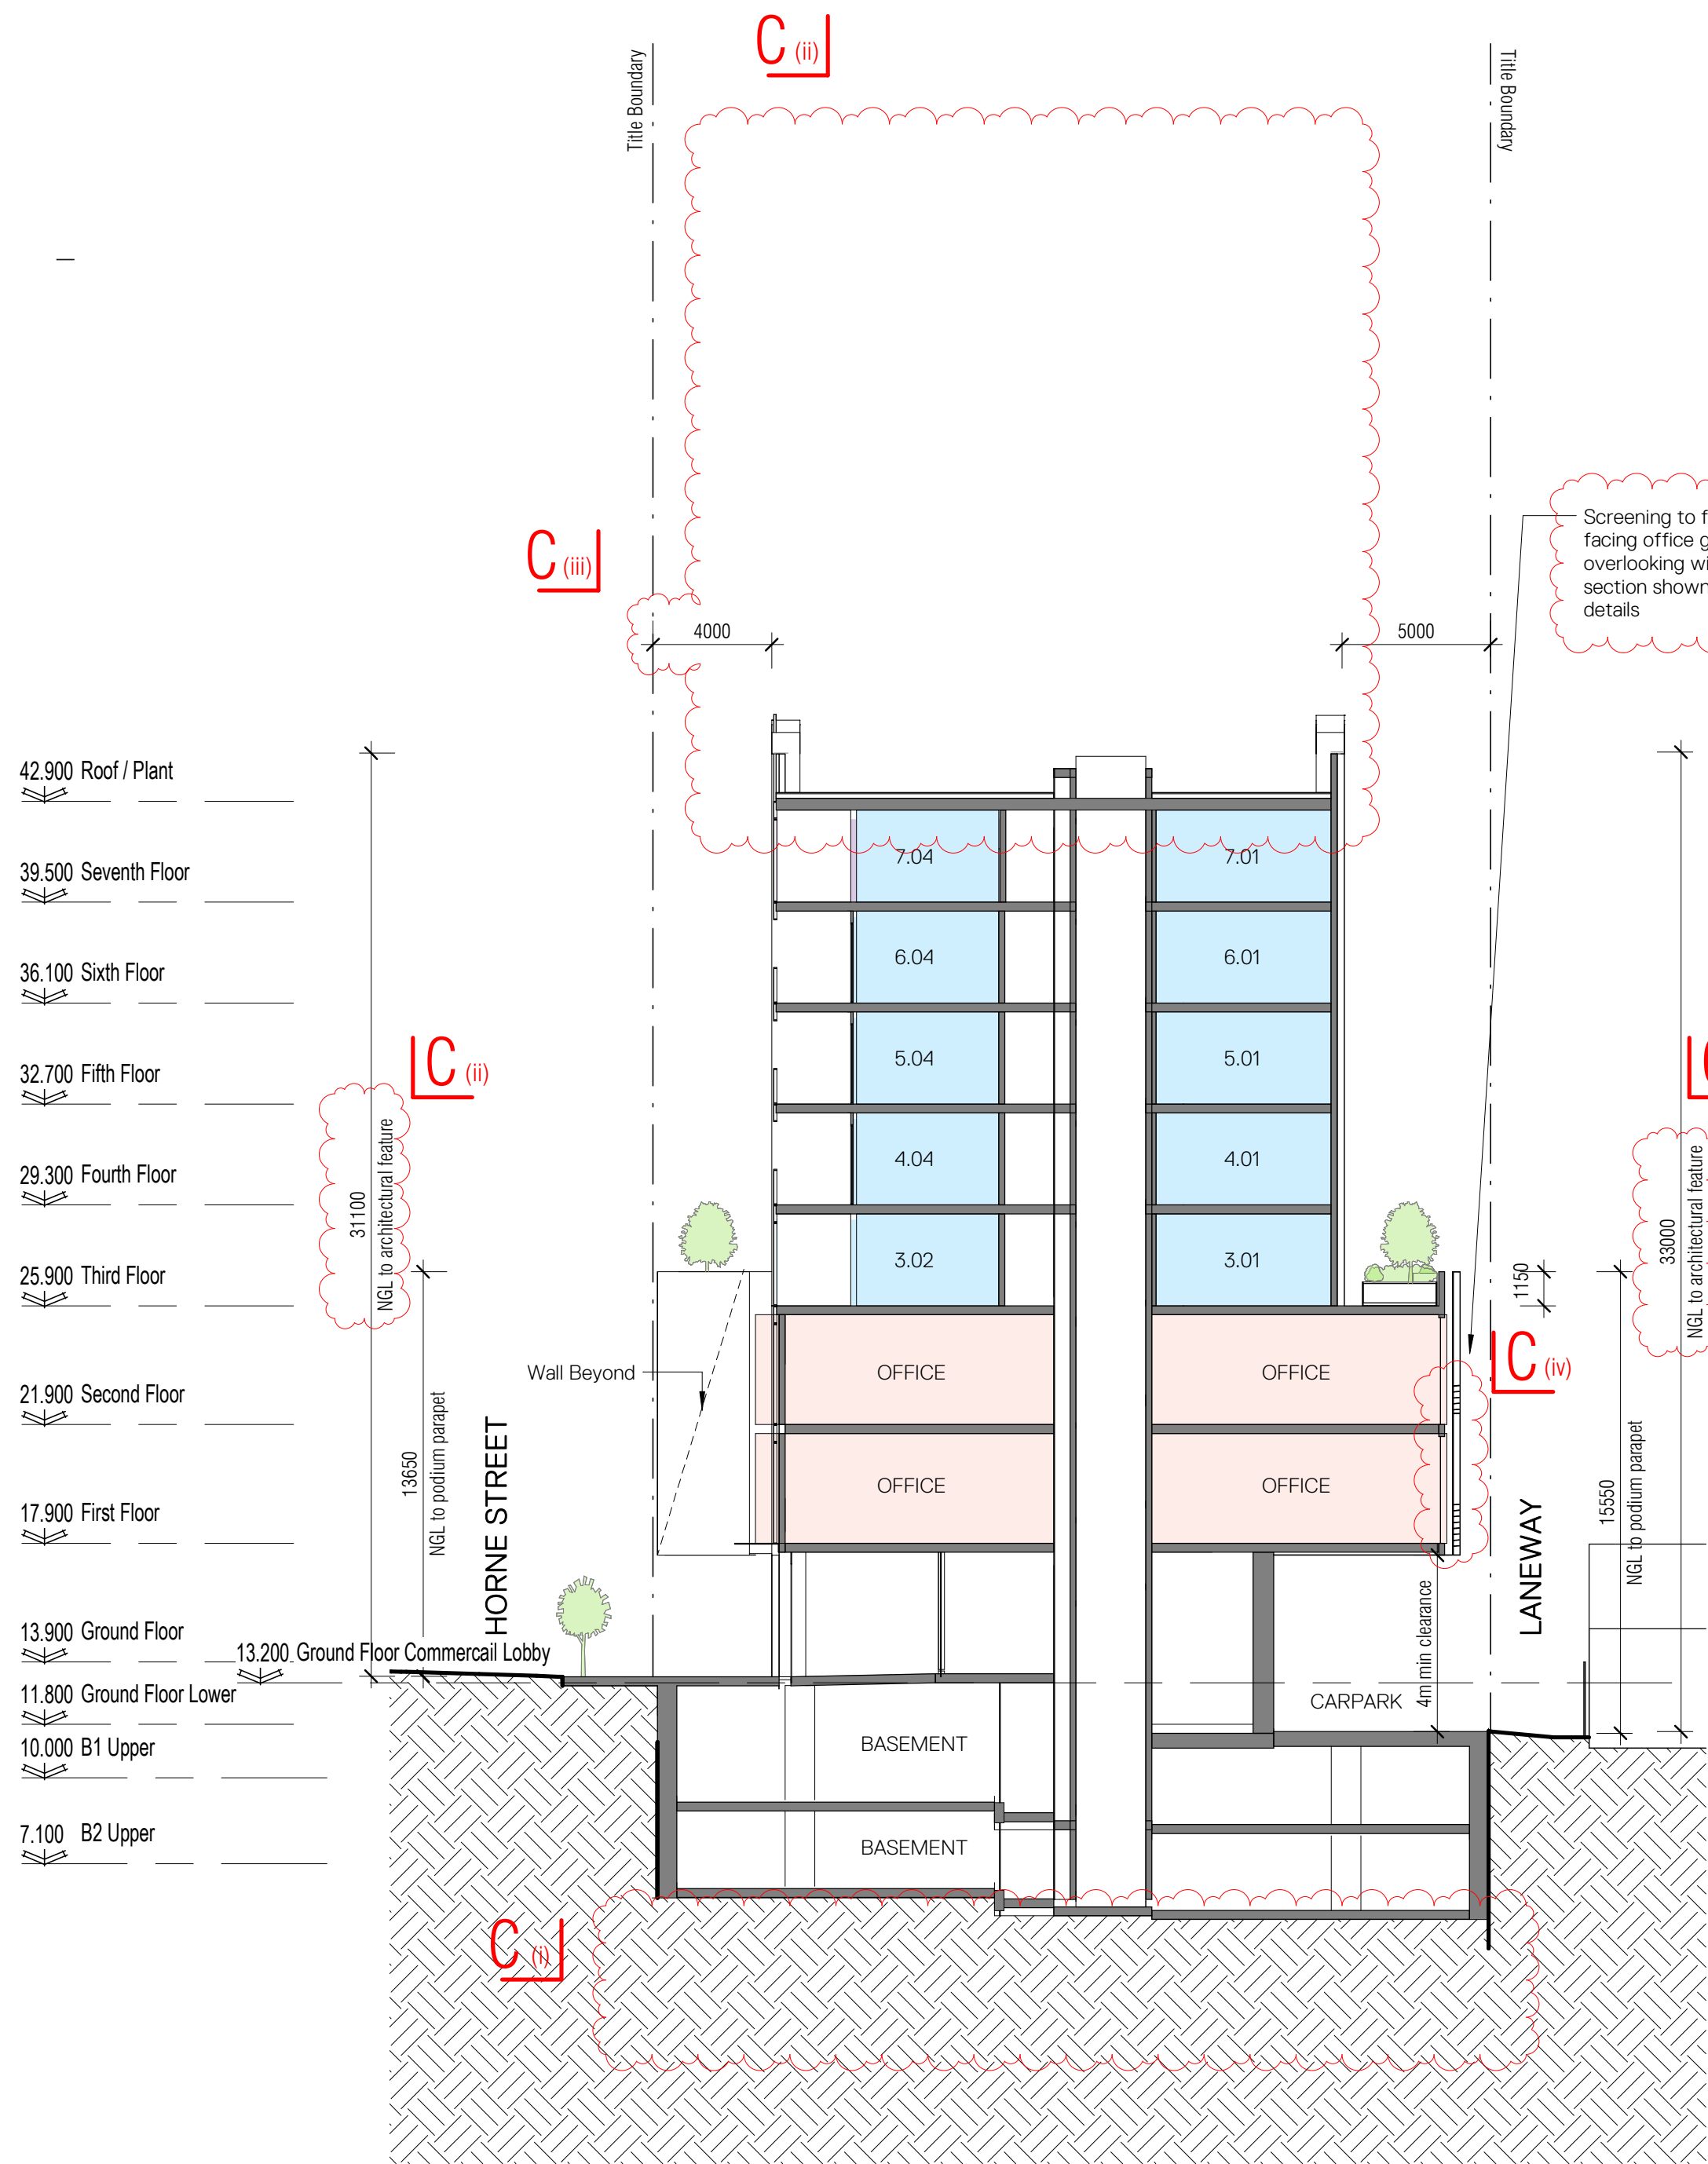 C (ii)
Title Boundary
Title Boundary
Screening to
facing office
overlooking
section shown
details
C (iii)
4000
5000
42.900 Roof / Plant
7.04
7.01
39.500 Seventh Floor
6.04
6.01
36.100 Sixth Floor
C (ii)
5.04
5.01
32.700 Fifth Floor
4.04
4.01
29.300 Fourth Floor
31100
NGL to architectural feature
33000
NGL to architectural feature
3.02
3.01
25.900 Third Floor
1150
C (iv)
Wall Beyond
OFFICE
OFFICE
21.900 Second Floor
13650
NGL to podium parapet
HORNE STREET
OFFICE
OFFICE
15550
NGL to podium parapet
17.900 First Floor
LANEWAY
4m min clearance
13.900 Ground Floor
13.200 Ground Floor Commercail Lobby
11.800 Ground Floor Lower
CARPARK
10.000 B1 Upper
BASEMENT
7.100 B2 Upper
BASEMENT
C (i)